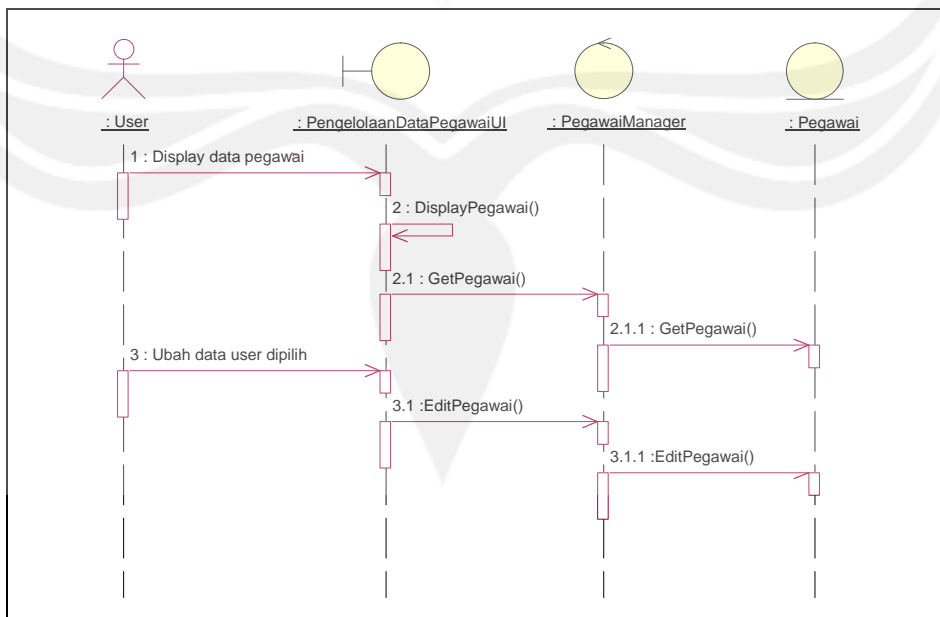 : User
: PengelolaanDataPegawaiUI
: PegawaiManager
: Pegawai
1 : Display data pegawai
2 : DisplayPegawai()
2.1 : GetPegawai()
2.1.1 : GetPegawai()
3 : Ubah data user dipilih
3.1 :EditPegawai()
3.1.1 :EditPegawai()